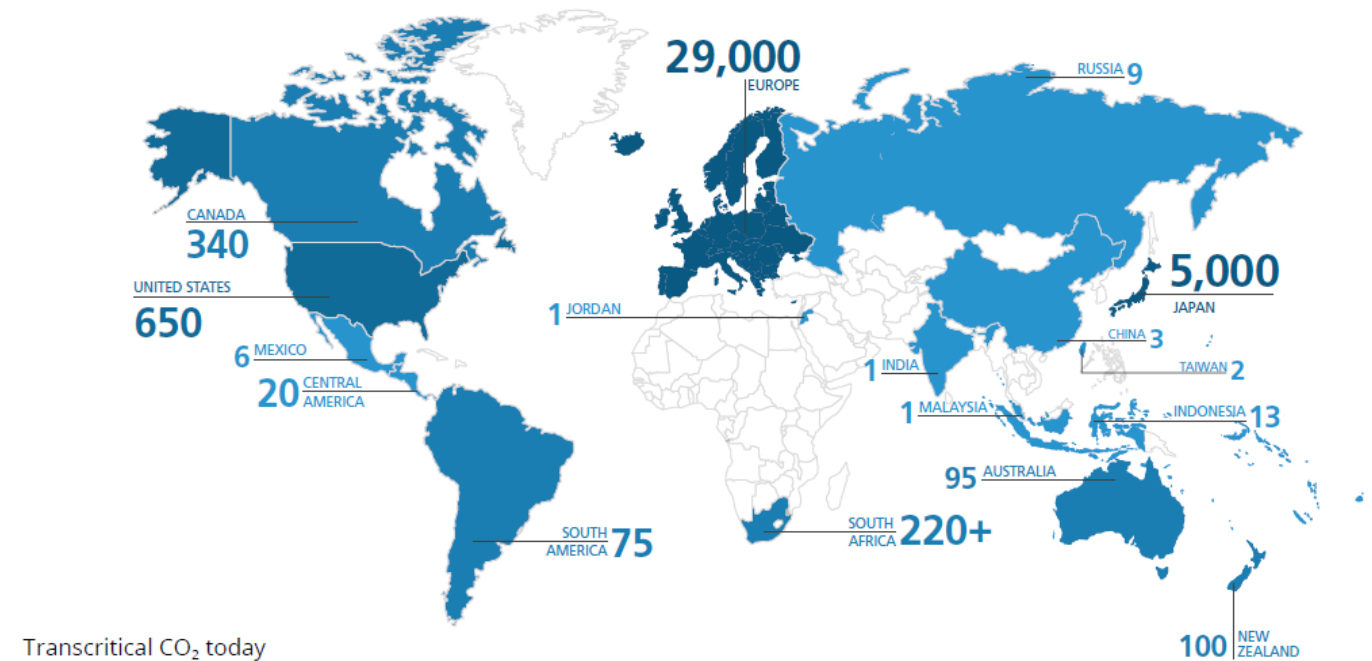 29,000
EUROPE
RUSSIA 9
CANADA
340
UNITED STATES
650
5,000
JAPAN
1 JORDAN
CHINA 3
6 MEXICO
1 INDIA
TAIWAN 2
20 CENTRAL
AMERICA
1 MALAYSIA
INDONESIA 13
95 AUSTRALIA
SOUTH
AMERICA 75
SOUTH
AFRICA 220+
100 NEW
ZEALAND
Transcritical CO₂ today